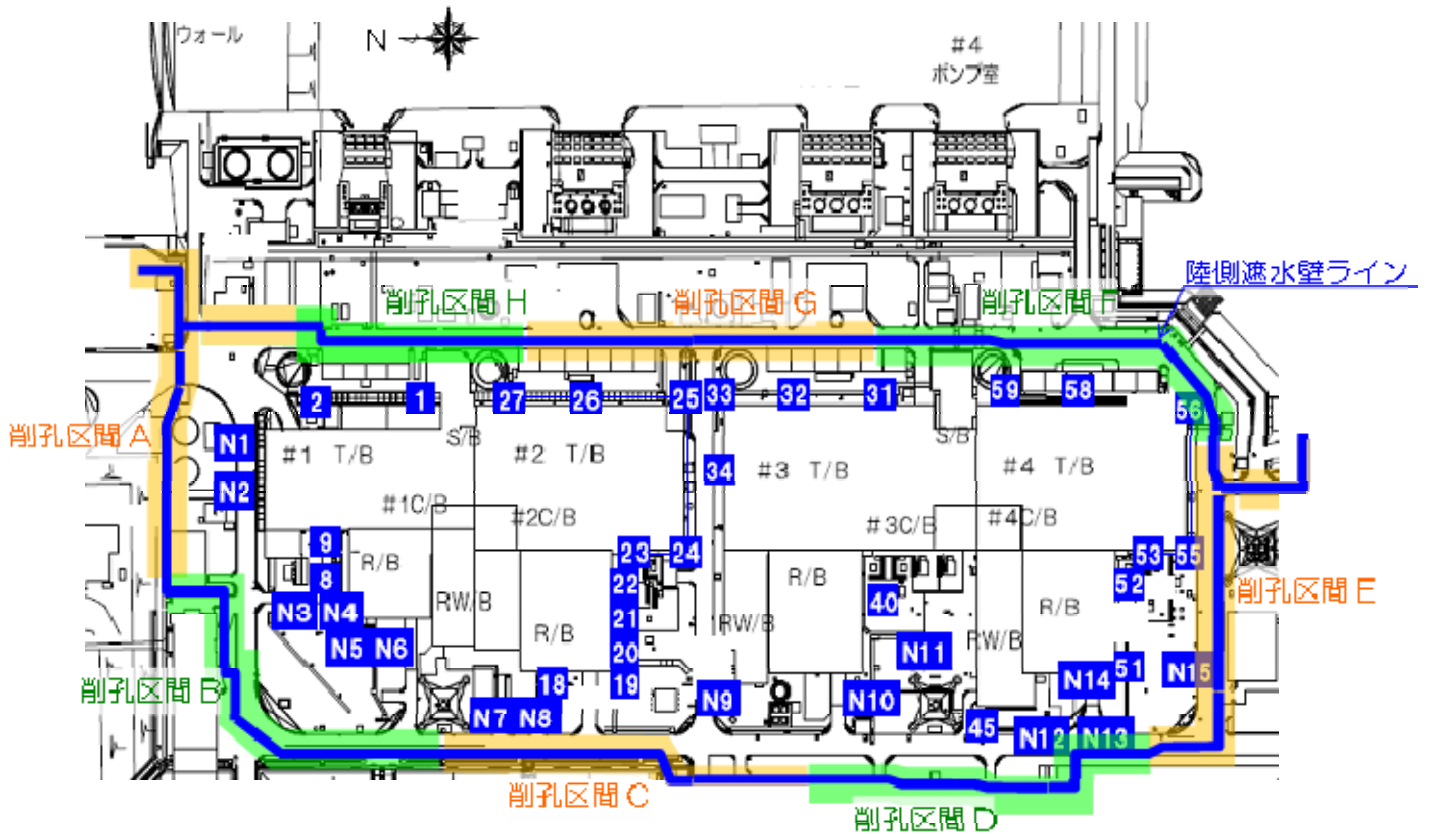 ウォール
N
#4
ポンプ室
陸側遮水壁ライン
削孔区間 H
削孔区間 G
削孔区間 F
2
1
27
26
25
33
32
31
59
58
56
削孔区間 A
N1
N2
#1 T/B
S/B
#2 T/B
34
#3 T/B
S/B
#4 T/B
#1C/B
#2C/B
#3C/B
#4C/B
9
23
24
53
55
8
R/B
22
R/B
40
52
削孔区間 E
N3
N4
RW/B
21
R/B
N5
N6
R/B
20
RW/B
N11
RW/B
51
N15
削孔区間 B
18
19
N14
N7
N8
N9
N10
45
N12
N13
削孔区間 C
削孔区間 D